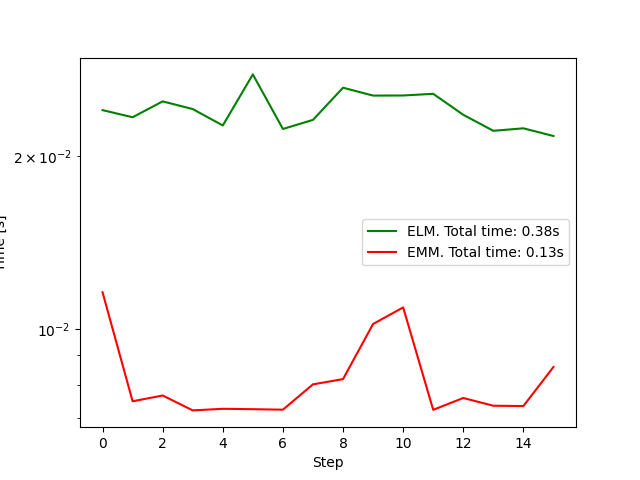 2 × 10⁻²
10⁻²
Time [s]
ELM. Total time: 0.38s
EMM. Total time: 0.13s
0 2 4 6 8 10 12 14
Step